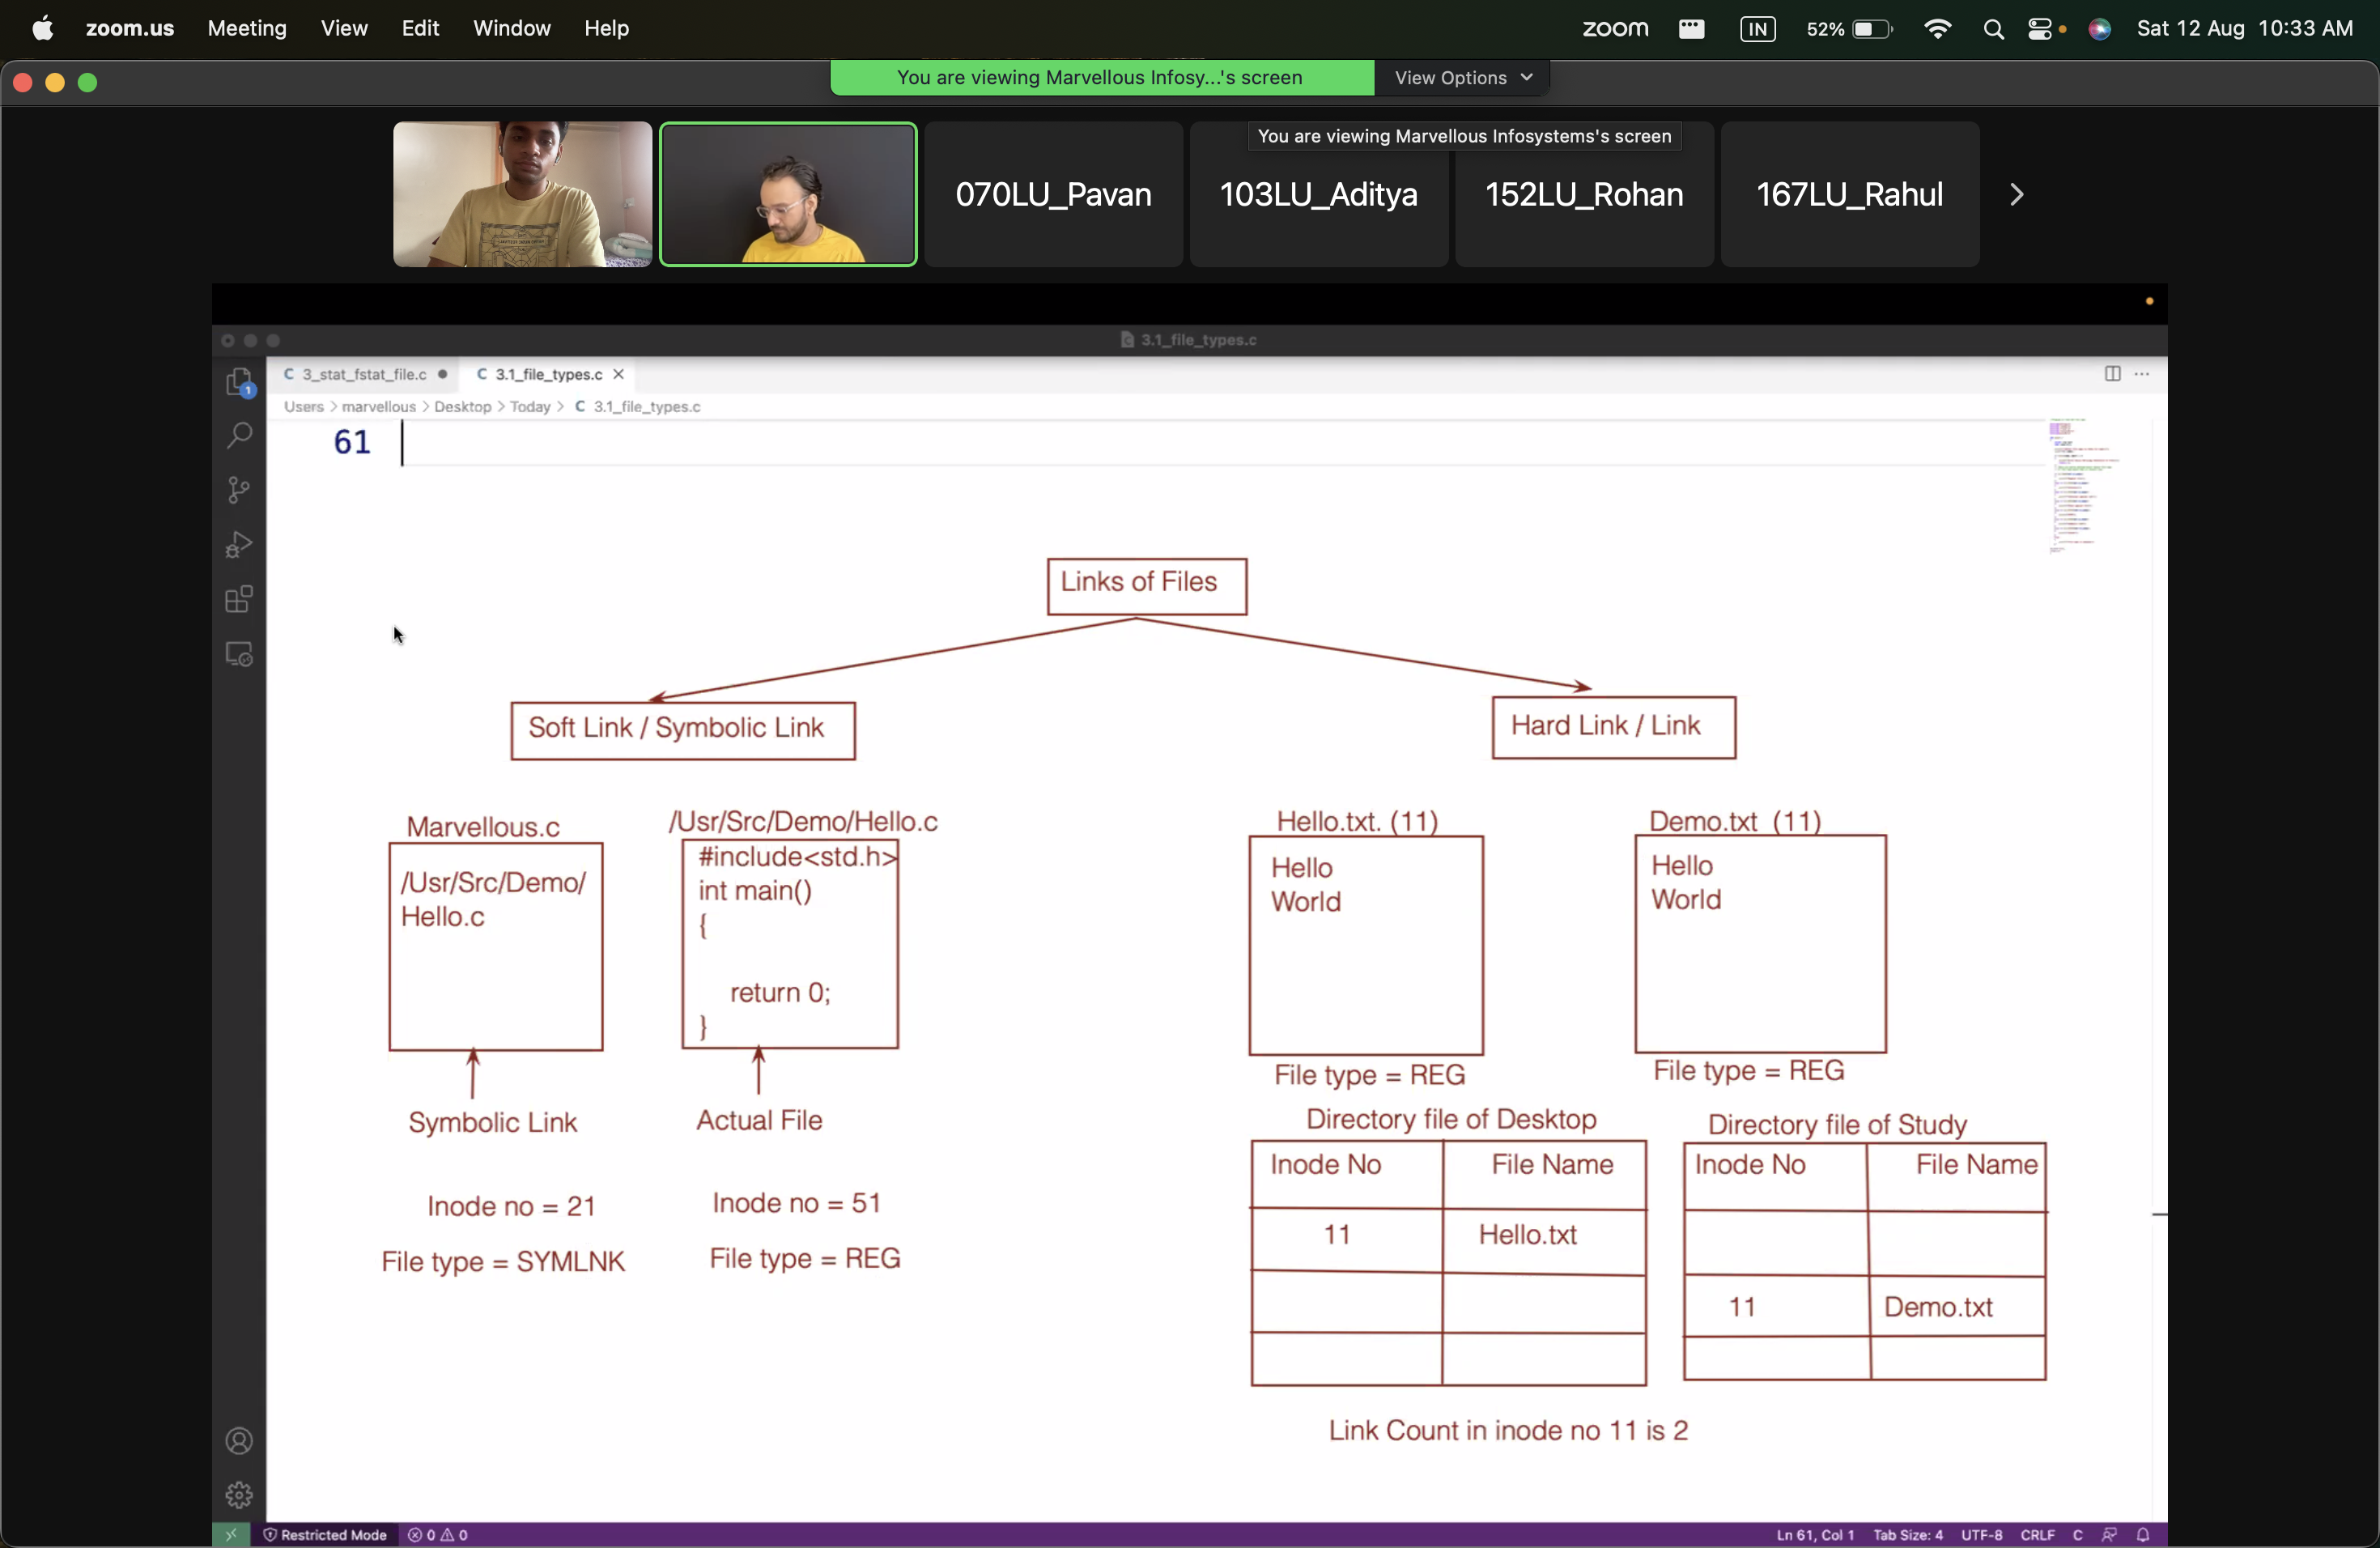 zoom.us Meeting View Edit Window Help
zoom IN 52% Sat 12 Aug 10:33 AM
You are viewing Marvellous Infosy...'s screen View Options
You are viewing Marvellous Infosystems's screen
070LU_Pavan 103LU_Aditya 152LU_Rohan 167LU_Rahul
3.1_file_types.c
C 3_stat_fstat_file.c C 3.1_file_types.c
1
Users > marvellous > Desktop > Today > C 3.1_file_types.c
61
Links of Files
Soft Link / Symbolic Link
Hard Link / Link
Marvellous.c
/Usr/Src/Demo/
Hello.c
Symbolic Link
Inode no = 21
File type = SYMLNK
/Usr/Src/Demo/Hello.c
#include<std.h>
int main()
{
return 0;
}
Actual File
Inode no = 51
File type = REG
Hello.txt. (11)
Hello
World
File type = REG
Demo.txt (11)
Hello
World
File type = REG
Directory file of Desktop
Inode No File Name
11 Hello.txt
Directory file of Study
Inode No File Name
11 Demo.txt
Link Count in inode no 11 is 2
Restricted Mode 0 0
Ln 61, Col 1 Tab Size: 4 UTF-8 CRLF C